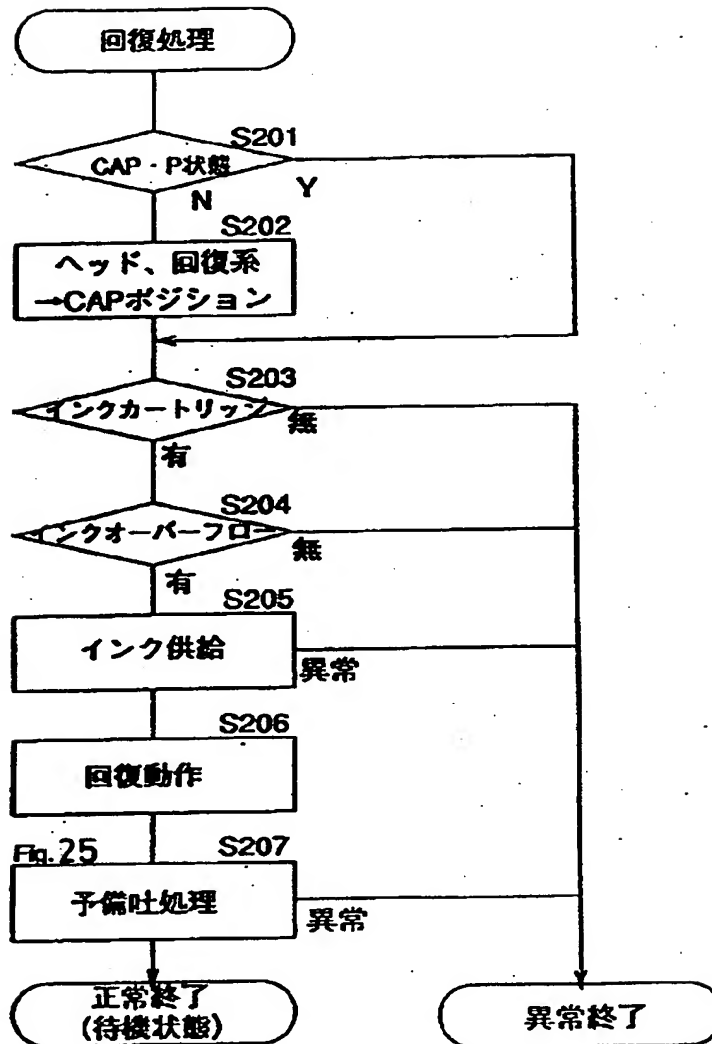 回復処理
S201
CAP・P状態
N
Y
S202
ヘッド、回復系
→CAPポジション
S203
インクカートリッジ
無
有
S204
インクオーバーフロー
無
有
S205
インク供給
異常
S206
回復動作
Fig.25
S207
予備吐処理
異常
正常終了
(待機状態)
異常終了